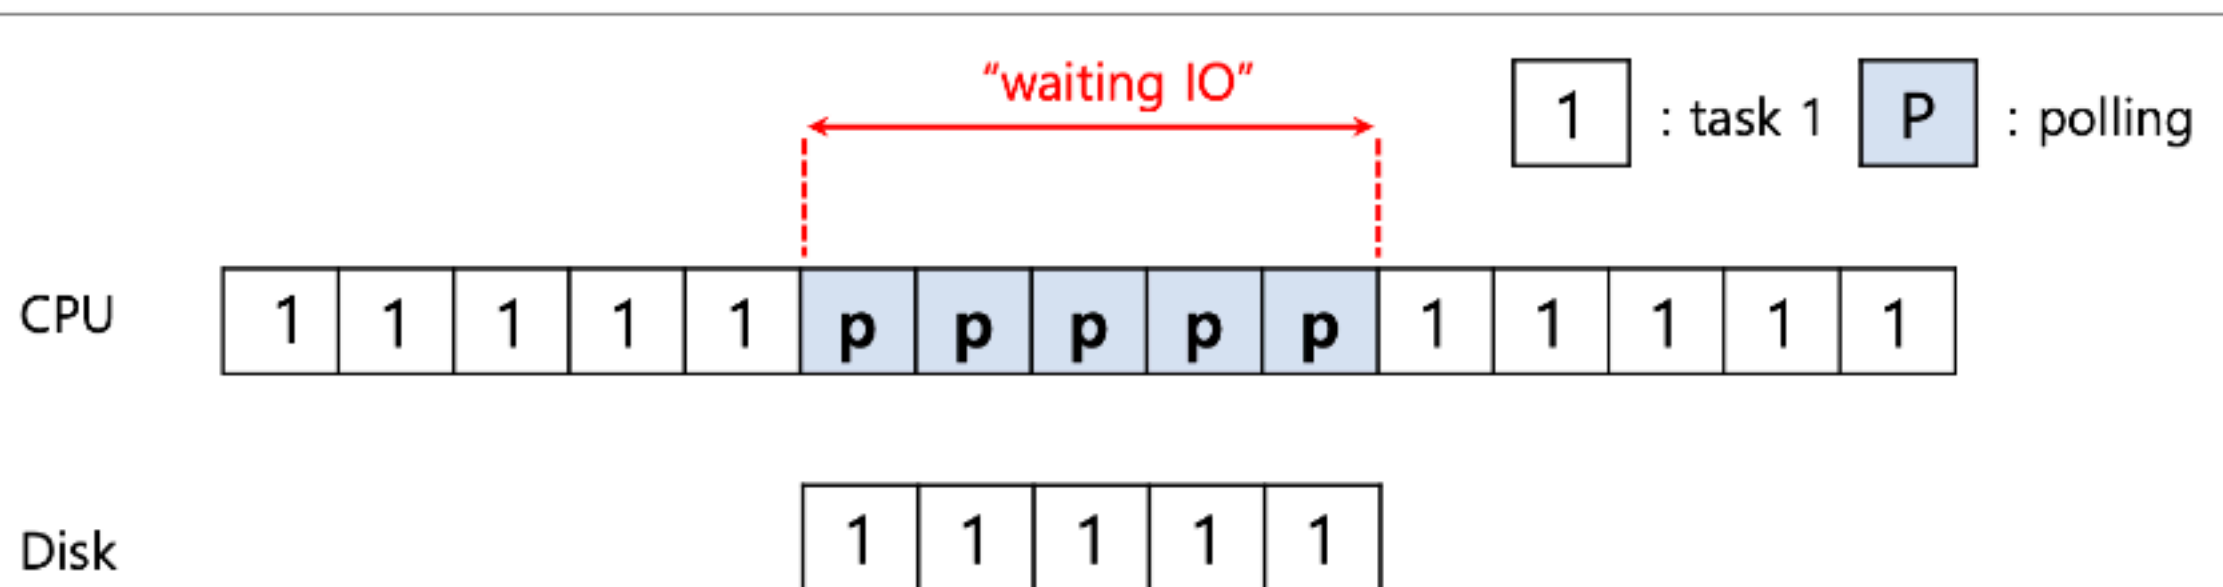 “waiting IO”
1 : task 1 P : polling
CPU 1 1 1 1 1 p p p p p 1 1 1 1 1
Disk 1 1 1 1 1